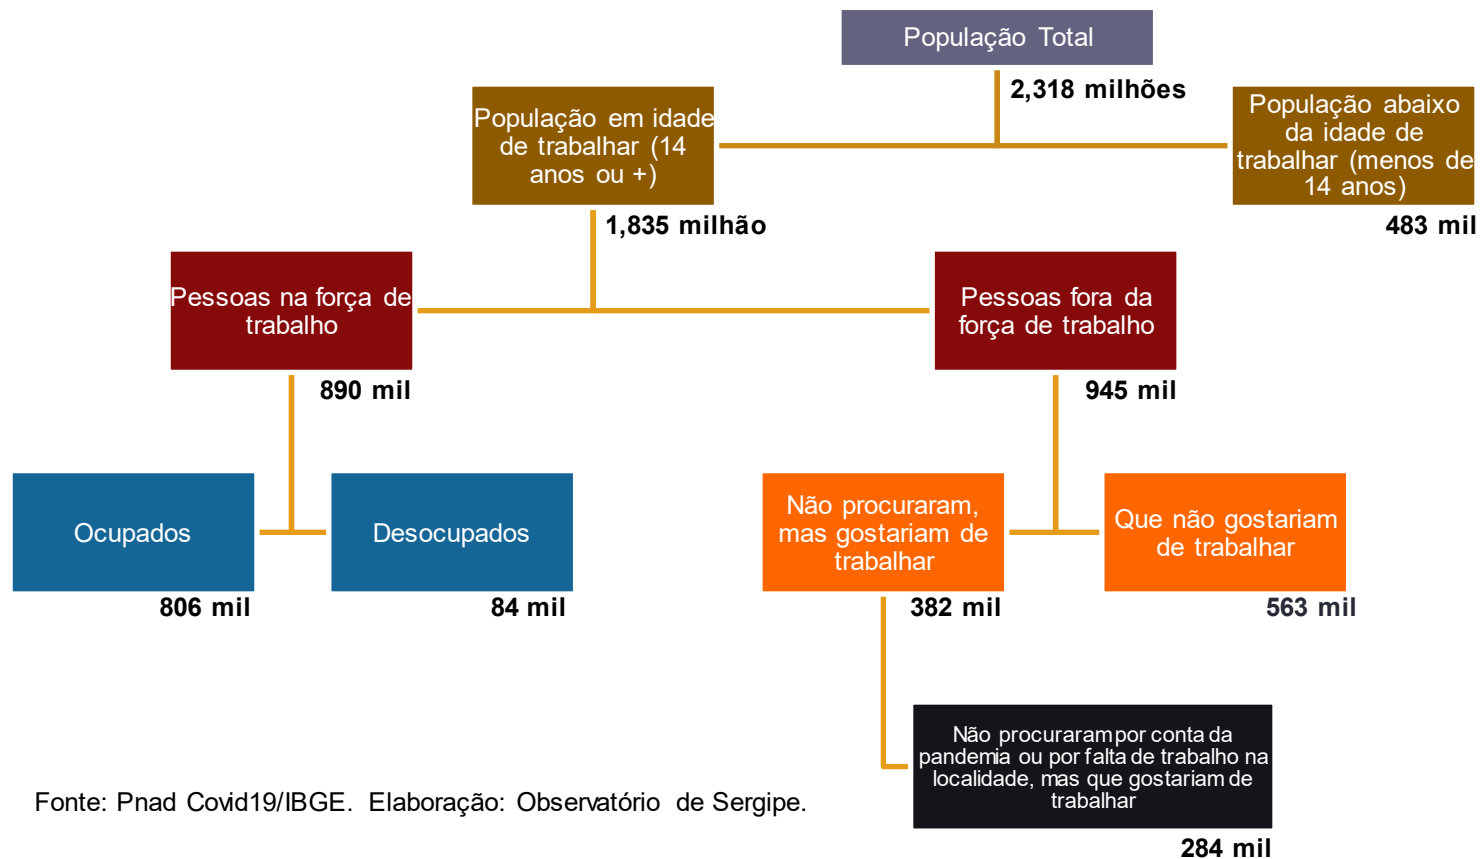 População Total
2,318 milhões
População em idade
de trabalhar (14
anos ou +)
1,835 milhão
População abaixo
da idade de
trabalhar (menos de
14 anos)
483 mil
Pessoas na força de
trabalho
890 mil
Pessoas fora da
força de trabalho
945 mil
Ocupados
806 mil
Desocupados
84 mil
Não procuraram,
mas gostariam de
trabalhar
382 mil
Que não gostariam
de trabalhar
563 mil
Não procuraram por conta da
pandemia ou por falta de trabalho na
localidade, mas que gostariam de
trabalhar
284 mil
Fonte: Pnad Covid19/IBGE. Elaboração: Observatório de Sergipe.